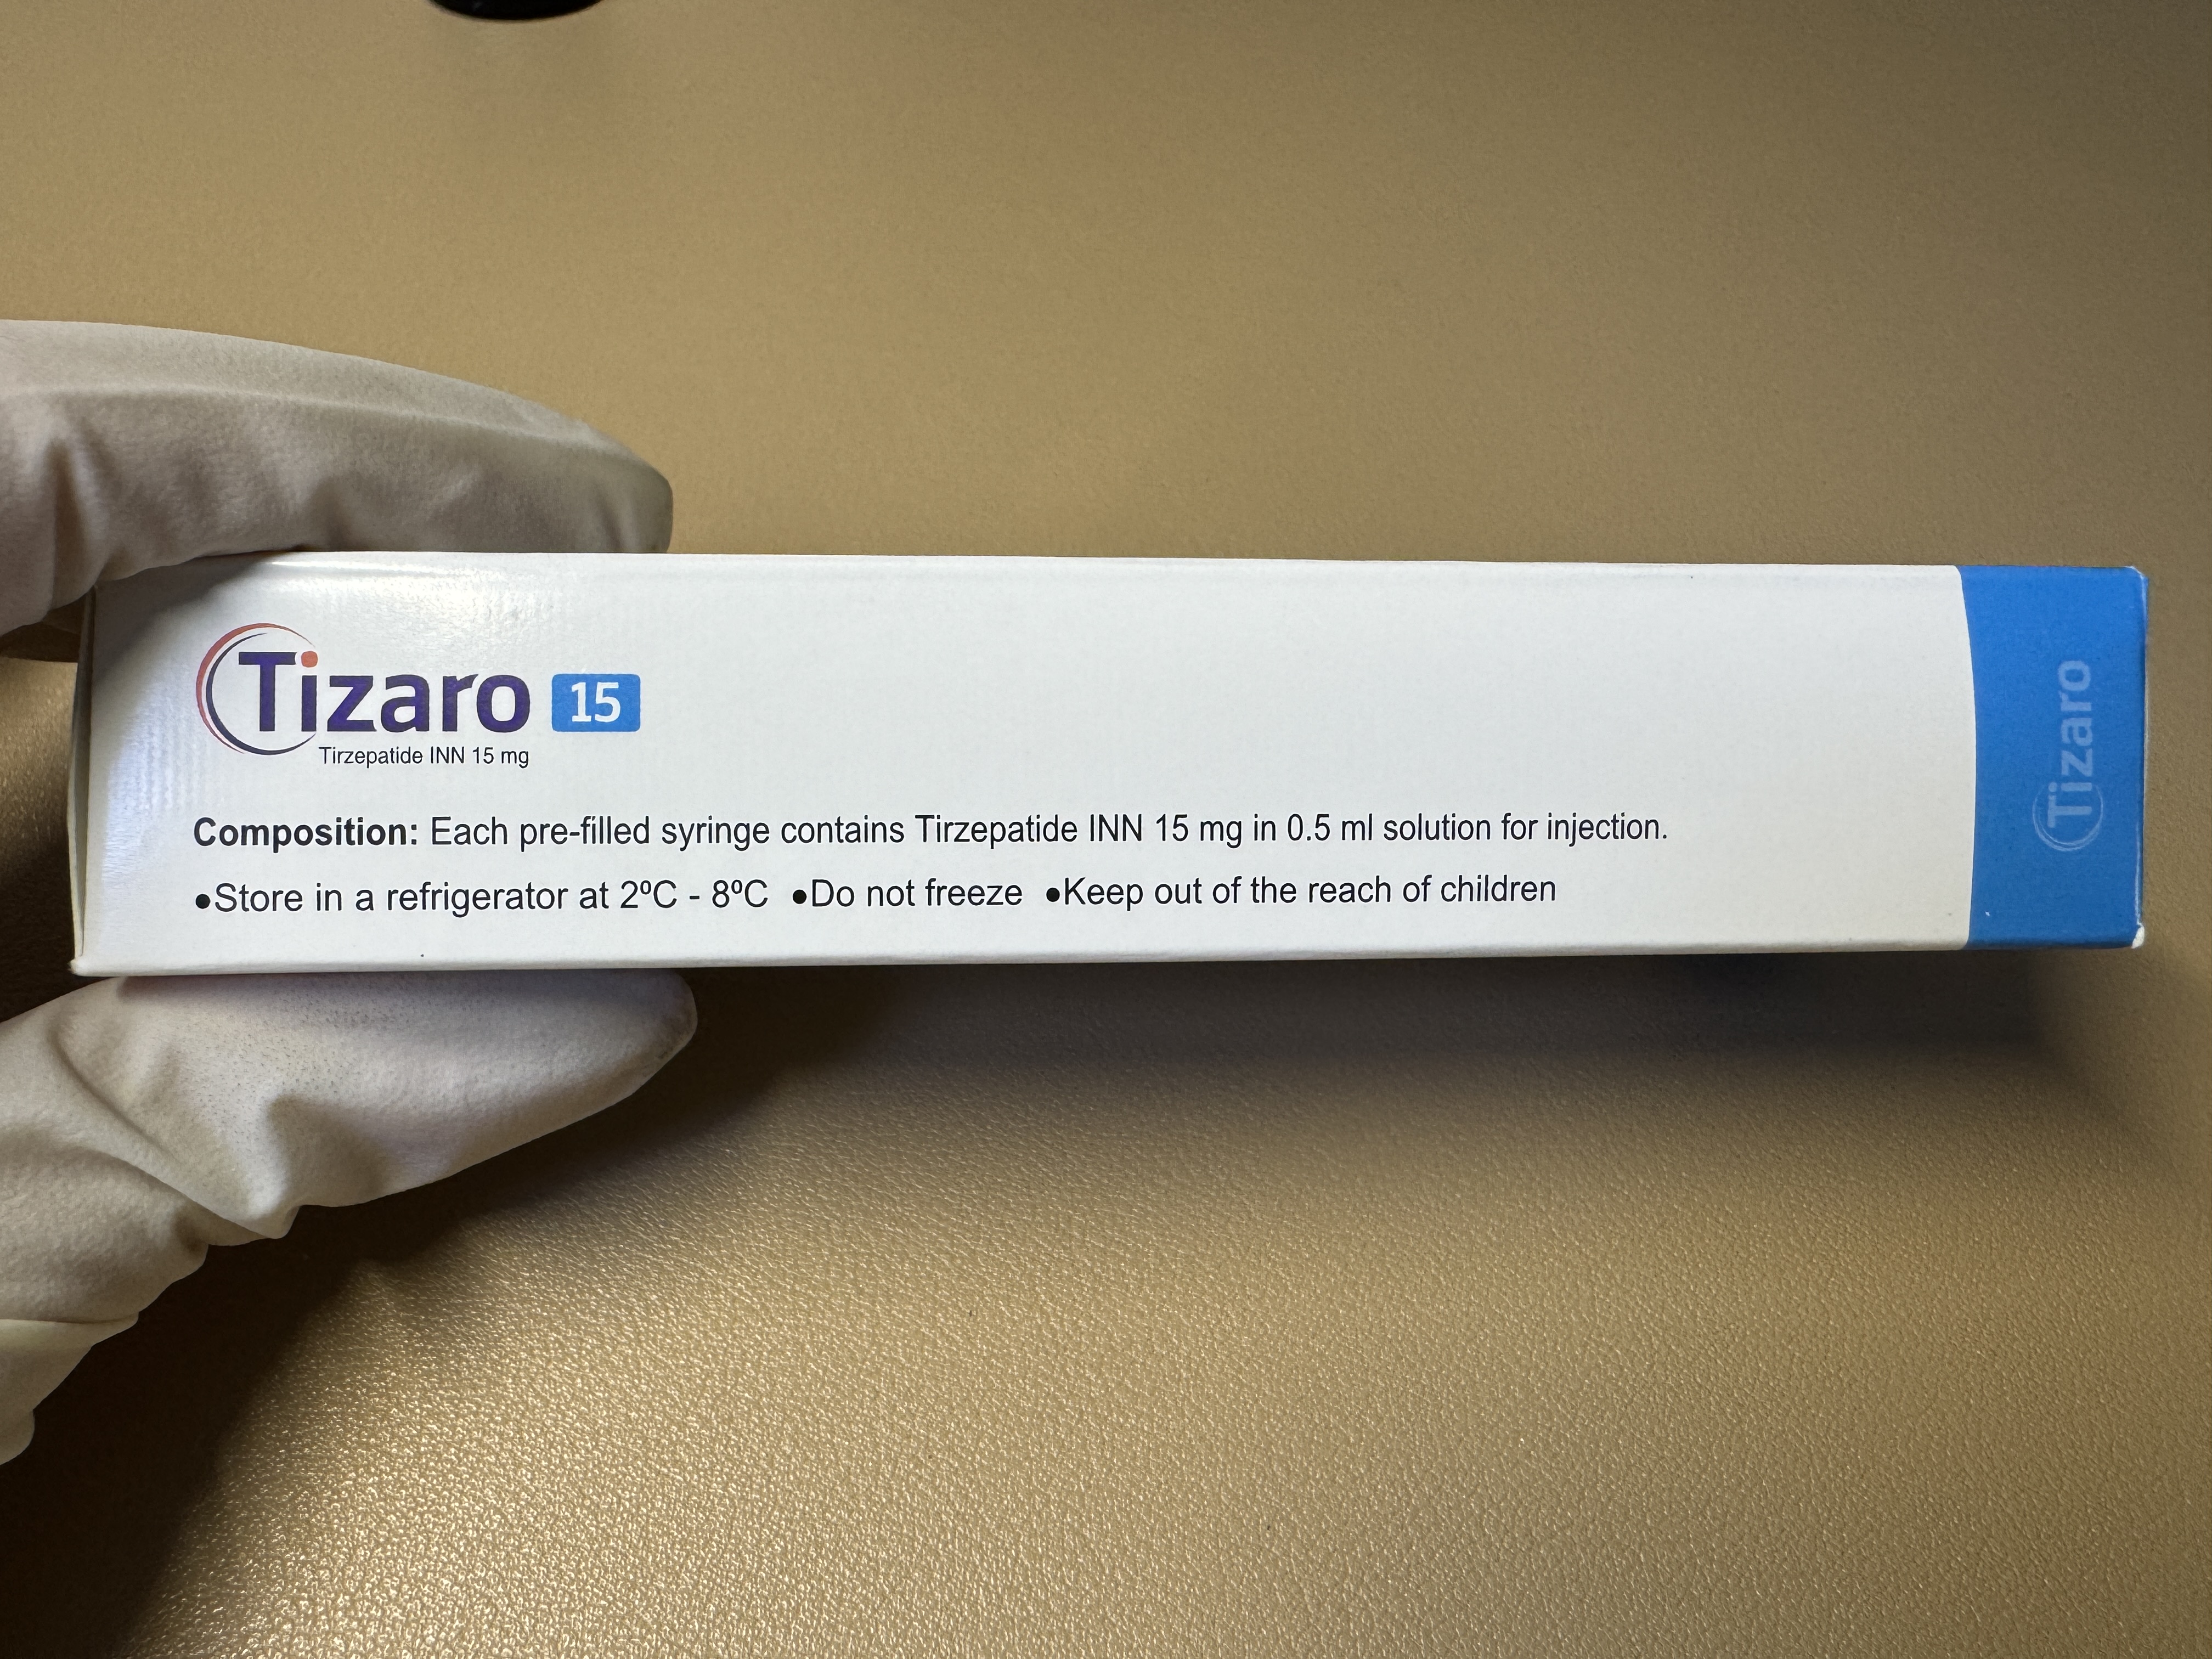 Tizaro 15
Tirzepatide INN 15 mg
Composition: Each pre-filled syringe contains Tirzepatide INN 15 mg in 0.5 ml solution for injection.
•Store in a refrigerator at 2ºC - 8ºC •Do not freeze •Keep out of the reach of children
Tizaro